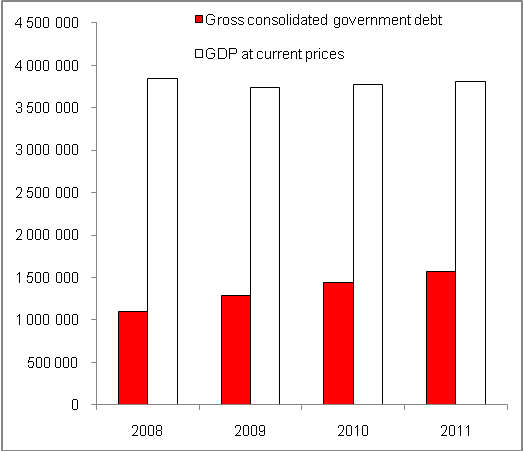 Gross consolidated government debt
GDP at current prices
4 500 000
4 000 000
3 500 000
3 000 000
2 500 000
2 000 000
1 500 000
1 000 000
500 000
0
2008 2009 2010 2011